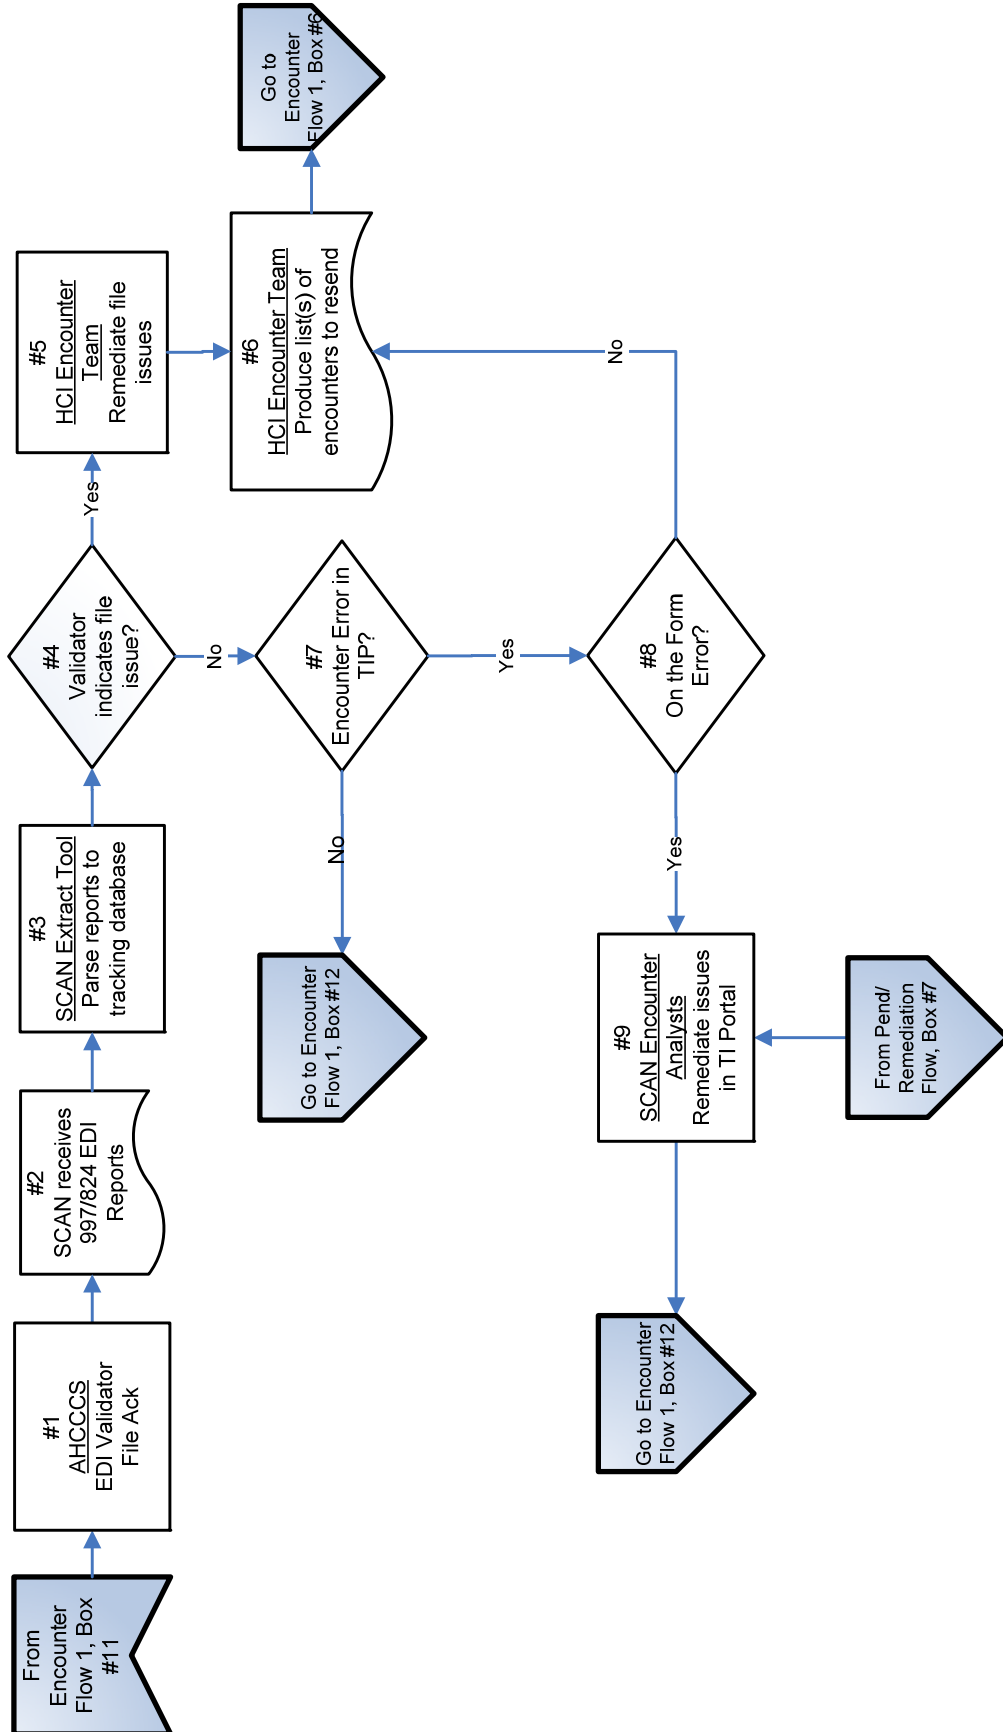 From
Encounter
Flow 1, Box
#11
#1
AHCCCS
EDI Validator
File Ack
#2
SCAN receives
997/824 EDI
Reports
#3
SCAN Extract Tool
Parse reports to
tracking database
#4
Validator
indicates file
issue?
Yes
#5
HCI Encounter
Team
Remediate file
issues
No
#6
HCI Encounter Team
Produce list(s) of
encounters to resend
Go to
Encounter
Flow 1, Box #6
#7
Encounter Error in
TIP?
No
Go to Encounter
Flow 1, Box #12
Yes
#8
On the Form
Error?
No
Yes
#9
SCAN Encounter
Analysts
Remediate issues
in TI Portal
Go to Encounter
Flow 1, Box #12
From Pend/
Remediation
Flow, Box #7